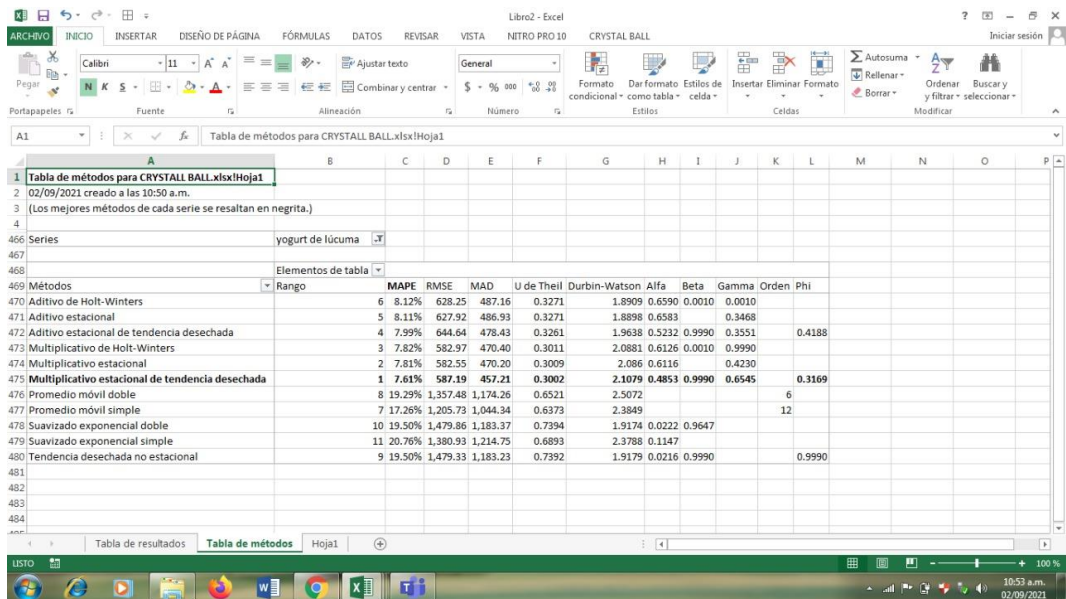 Libro2 - Excel
ARCHIVO INICIO INSERTAR DISEÑO DE PÁGINA FÓRMULAS DATOS REVISAR VISTA NITRO PRO 10 CRYSTAL BALL Iniciar sesión
Calibri 11 Ajustar texto General Autosuma
Pegar N K S Combinar y centrar $ % 000 Formato condicional Dar formato como tabla Estilos de celda Insertar Eliminar Formato Rellenar Borrar Ordenar y filtrar Buscar y seleccionar
Portapapeles Fuente Alineación Número Estilos Celdas
A1 fx Tabla de métodos para CRYSTALL BALL.xlsx!Hoja1
A B C D E F G H I J K L M N O P
1 Tabla de métodos para CRYSTALL BALL.xlsx!Hoja1
2 02/09/2021 creado a las 10:50 a.m.
3 (Los mejores métodos de cada serie se resaltan en negrita.)
4
466 Series yogurt de lúcuma
467
468 Elementos de tabla
469 Métodos Rango MAPE RMSE MAD U de Theil Durbin-Watson Alfa Beta Gamma Orden Phi
470 Aditivo de Holt-Winters 6 8.12% 628.25 487.16 0.3271 1.8909 0.6590 0.0010 0.0010
471 Aditivo estacional 5 8.11% 627.92 486.93 0.3271 1.8898 0.6583 0.3468
472 Aditivo estacional de tendencia desechada 4 7.99% 644.64 478.43 0.3261 1.9638 0.5232 0.9990 0.3551 0.4188
473 Multiplicativo de Holt-Winters 3 7.82% 582.97 470.40 0.3011 2.0881 0.6126 0.0010 0.9990
474 Multiplicativo estacional 2 7.81% 582.55 470.20 0.3009 2.086 0.6116 0.4230
475 Multiplicativo estacional de tendencia desechada 1 7.61% 587.19 457.21 0.3002 2.1079 0.4853 0.9990 0.6545 0.3169
476 Promedio móvil doble 8 19.29% 1,357.48 1,174.26 0.6521 2.5072 6
477 Promedio móvil simple 7 17.26% 1,205.73 1,044.34 0.6373 2.3849 12
478 Suavizado exponencial doble 10 19.50% 1,479.86 1,183.37 0.7394 1.9174 0.0222 0.9647
479 Suavizado exponencial simple 11 20.76% 1,380.93 1,214.75 0.6893 2.3788 0.1147
480 Tendencia desechada no estacional 9 19.50% 1,479.33 1,183.23 0.7392 1.9179 0.0216 0.9990 0.9990
481
482
483
484
Tabla de resultados Tabla de métodos Hoja1
LISTO 100 %
10:53 a.m.
02/09/2021